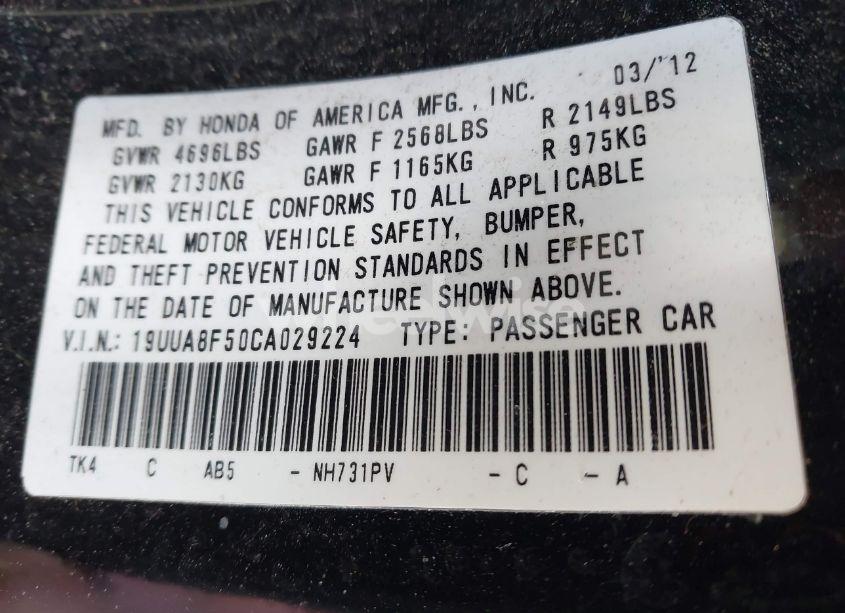 MFD. BY HONDA OF AMERICA MFG., INC. 03/'12
GVWR 4696LBS GAWR F 2568LBS R 2149LBS
GVWR 2130KG GAWR F 1165KG R 975KG
THIS VEHICLE CONFORMS TO ALL APPLICABLE
FEDERAL MOTOR VEHICLE SAFETY, BUMPER,
AND THEFT PREVENTION STANDARDS IN EFFECT
ON THE DATE OF MANUFACTURE SHOWN ABOVE.
V.I.N.: 19UUA8F50CA029224 TYPE: PASSENGER CAR
TK4 C AB5 - NH731PV - C - A